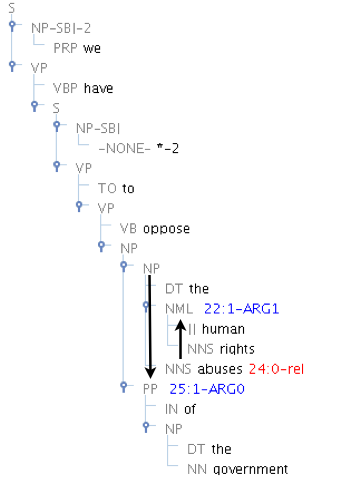 S
NP-SBJ-2
PRP we
VP
VBP have
S
NP-SBJ
-NONE- *-2
VP
TO to
VP
VB oppose
NP
NP
DT the
NML 22:1-ARG1
JJ human
NNS rights
NNS abuses 24:0-rel
PP 25:1-ARG0
IN of
NP
DT the
NN government